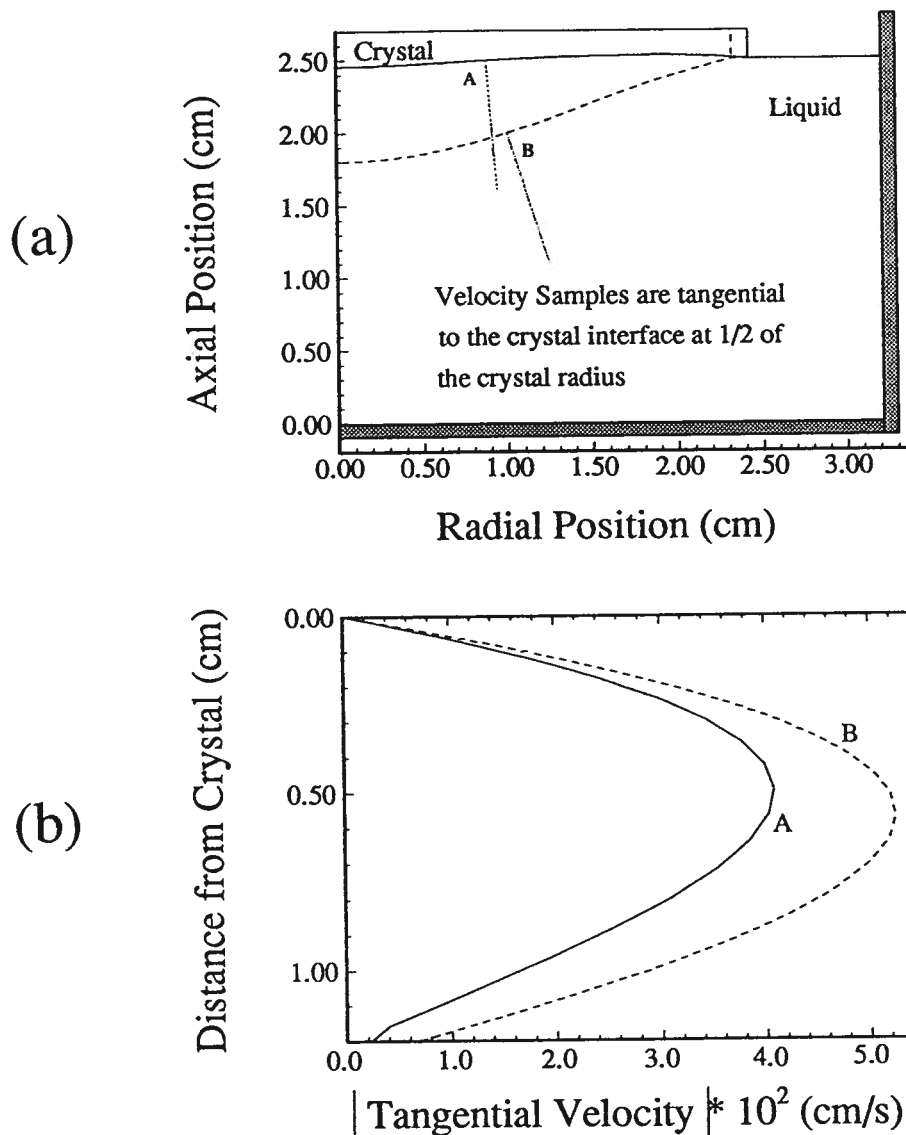 (a)
Axial Position (cm)
2.50
2.00
1.50
1.00
0.50
0.00
Crystal
A
B
Liquid
Velocity Samples are tangential
to the crystal interface at 1/2 of
the crystal radius
0.00 0.50 1.00 1.50 2.00 2.50 3.00
Radial Position (cm)
(b)
Distance from Crystal (cm)
0.00
0.50
1.00
B
A
0.0 1.0 2.0 3.0 4.0 5.0
|Tangential Velocity|* 10² (cm/s)